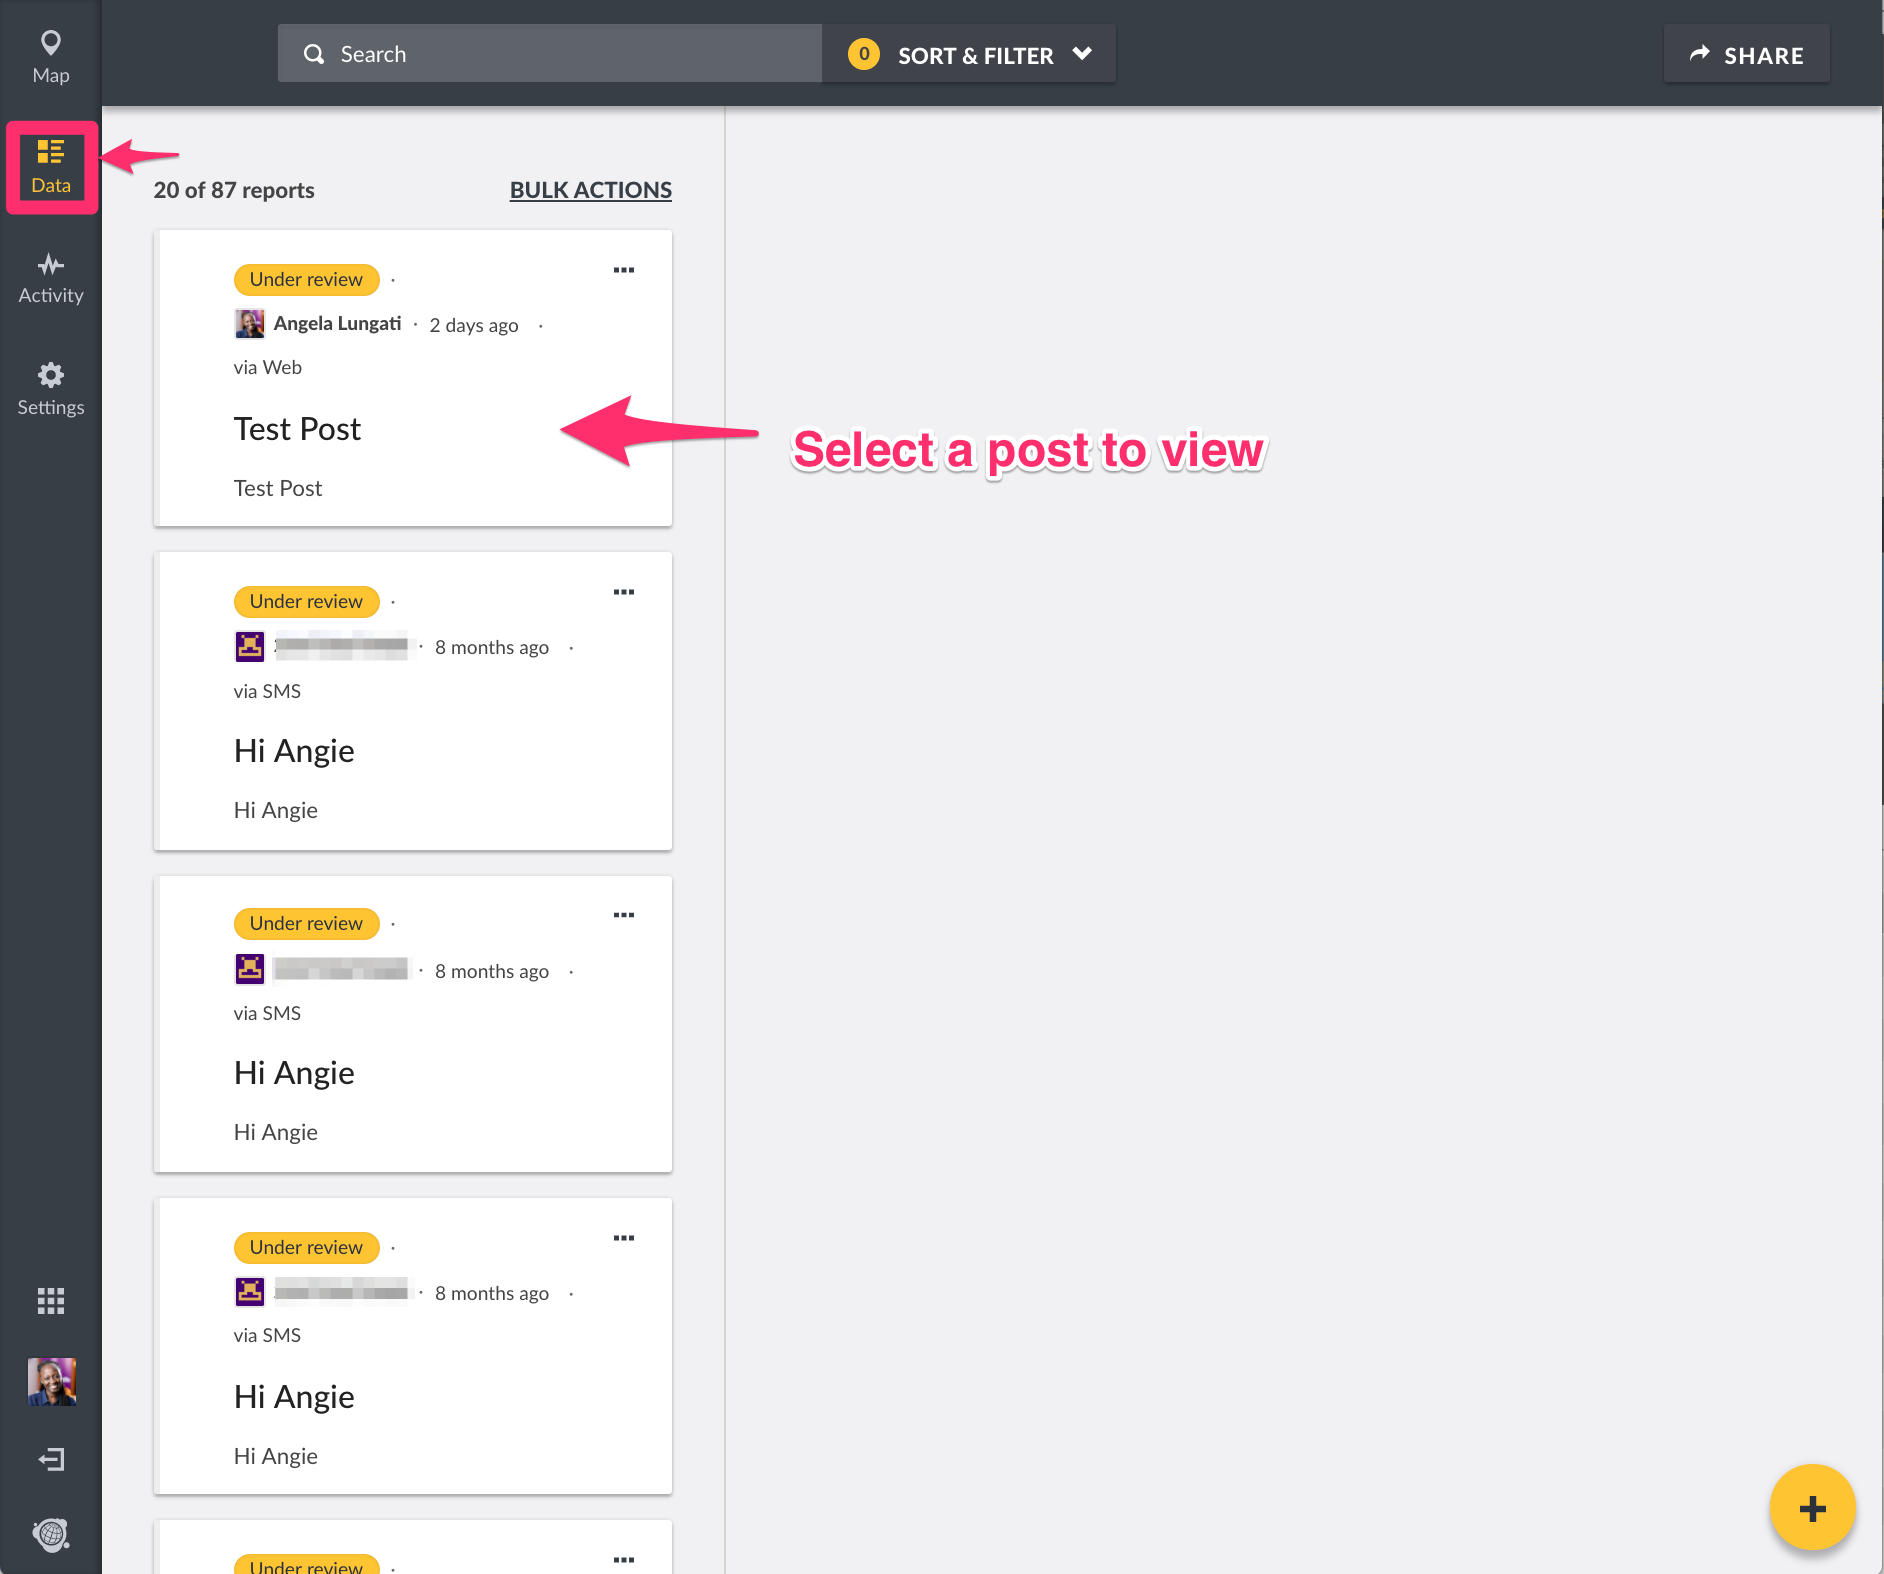 Map
Search
0 SORT & FILTER
SHARE
Data
Activity
Settings
20 of 87 reports
BULK ACTIONS
Under review ·
Angela Lungati · 2 days ago ·
via Web
Test Post
Test Post
Select a post to view
Under review ·
· 8 months ago ·
via SMS
Hi Angie
Hi Angie
Under review ·
· 8 months ago ·
via SMS
Hi Angie
Hi Angie
Under review ·
· 8 months ago ·
via SMS
Hi Angie
Hi Angie
Under review ·